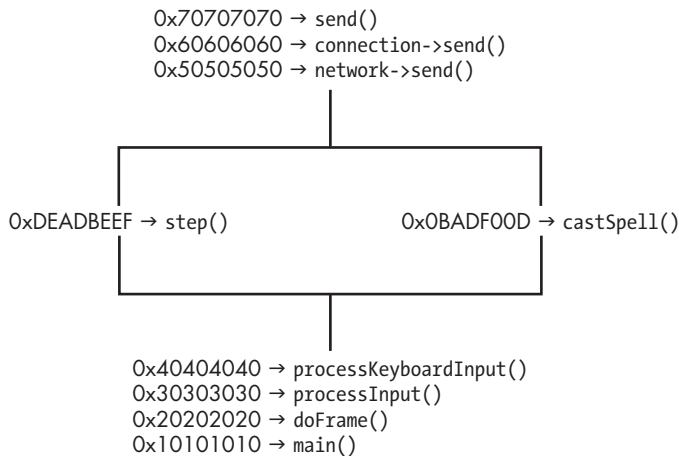 0x70707070 → send()
0x60606060 → connection->send()
0x50505050 → network->send()
0xDEADBEEF → step()
0x0BADF00D → castSpell()
0x40404040 → processKeyboardInput()
0x30303030 → processInput()
0x20202020 → doFrame()
0x10101010 → main()